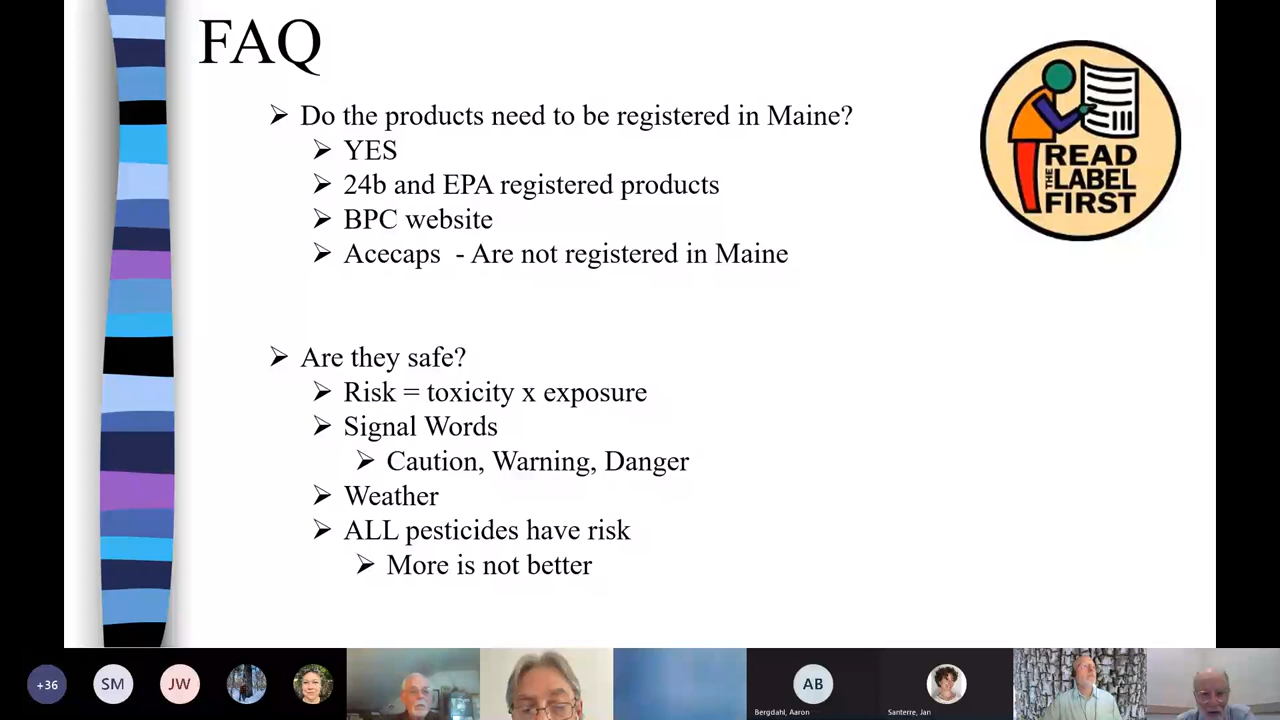 FAQ
Do the products need to be registered in Maine?
YES
24b and EPA registered products
BPC website
Acecaps - Are not registered in Maine
READ
THE LABEL
FIRST
Are they safe?
Risk = toxicity x exposure
Signal Words
Caution, Warning, Danger
Weather
ALL pesticides have risk
More is not better
+36
SM
JW
AB
Bergdahl, Aaron
Santerre, Jan